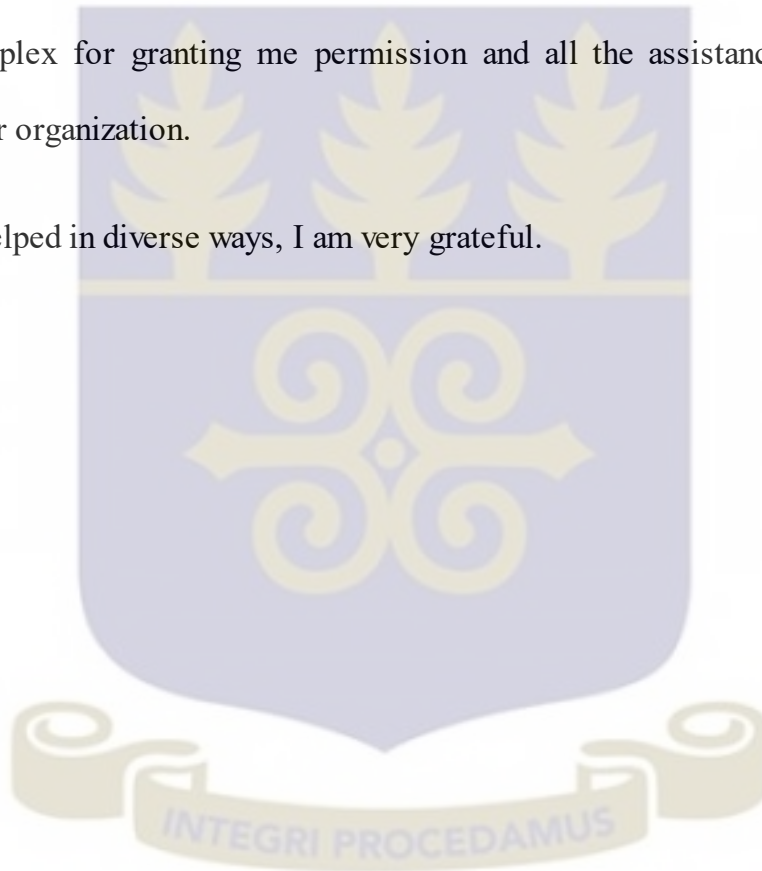 plex for granting me permission and all the assistanc
r organization.
elped in diverse ways, I am very grateful.
INTEGRI PROCEDAMUS